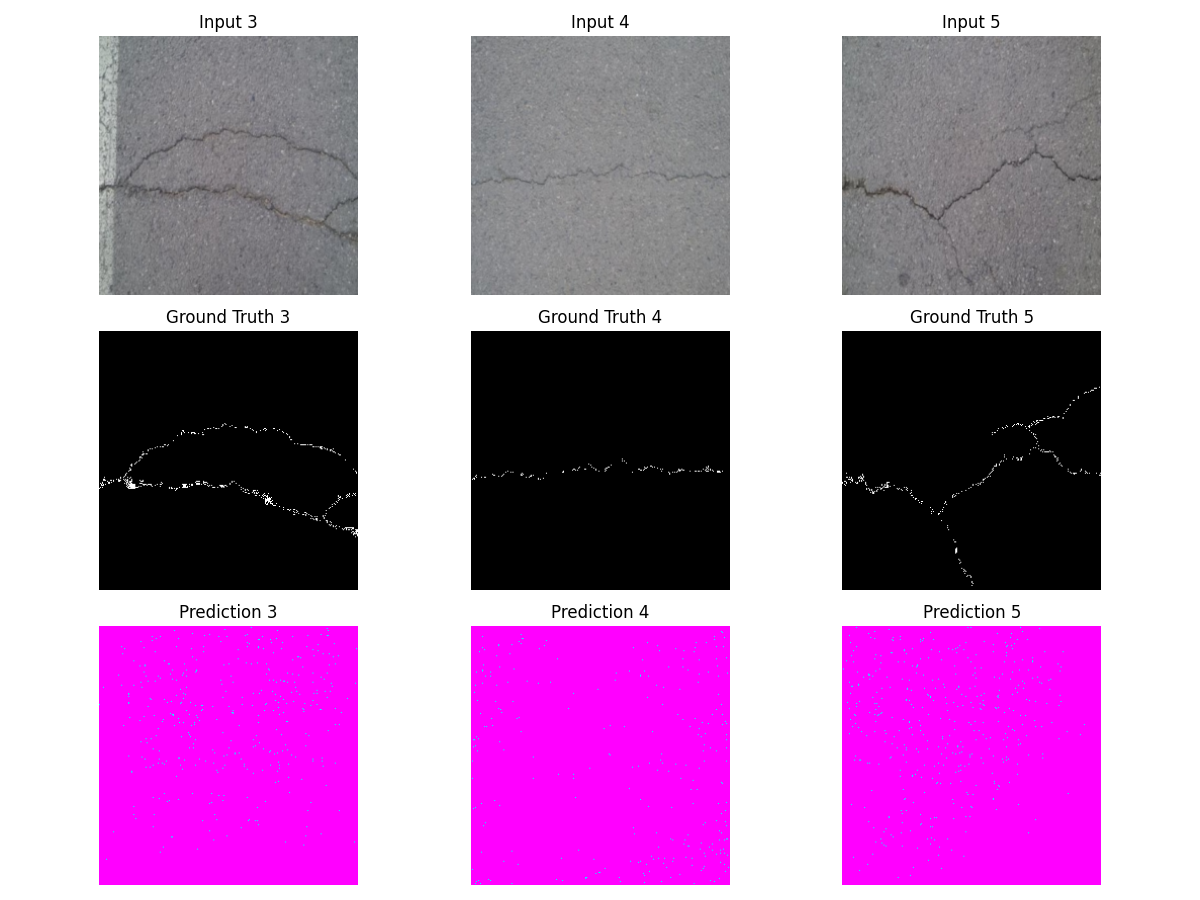 Input 3
Input 4
Input 5
Ground Truth 3
Ground Truth 4
Ground Truth 5
Prediction 3
Prediction 4
Prediction 5